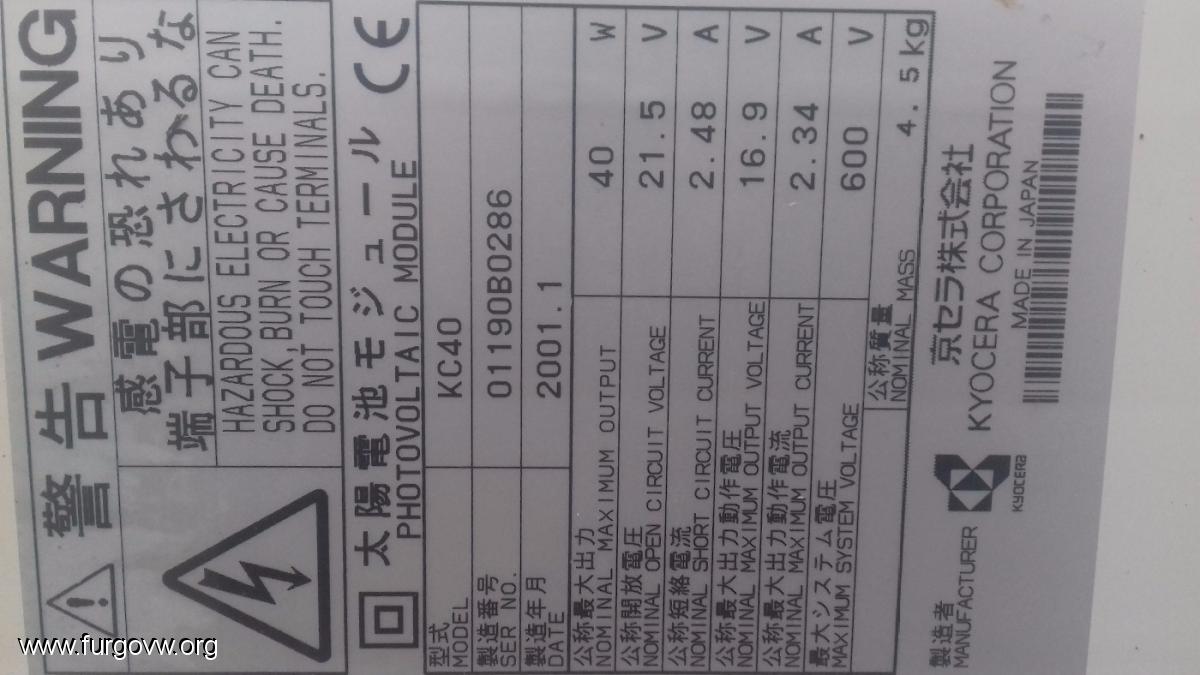 警告 WARNING
感電の恐れあり
端子部にさわるな
HAZARDOUS ELECTRICITY CAN
SHOCK,BURN OR CAUSE DEATH.
DO NOT TOUCH TERMINALS.
太陽電池モジュール CE
PHOTOVOLTAIC MODULE
型式
MODEL KC40
製造番号
SER NO. 01190B0286
製造年月
DATE 2001.1
公称最大出力
NOMINAL MAXIMUM OUTPUT 40 W
公称開放電圧
NOMINAL OPEN CIRCUIT VOLTAGE 21.5 V
公称短絡電流
NOMINAL SHORT CIRCUIT CURRENT 2.48 A
公称最大出力動作電圧
NOMINAL MAXIMUM OUTPUT VOLTAGE 16.9 V
公称最大出力動作電流
NOMINAL MAXIMUM OUTPUT CURRENT 2.34 A
最大システム電圧
MAXIMUM SYSTEM VOLTAGE 600 V
公称質量
NOMINAL MASS 4.5kg
製造者
MANUFACTURER
KYOCERA
京セラ株式会社
KYOCERA CORPORATION
MADE IN JAPAN
www.furgovw.org